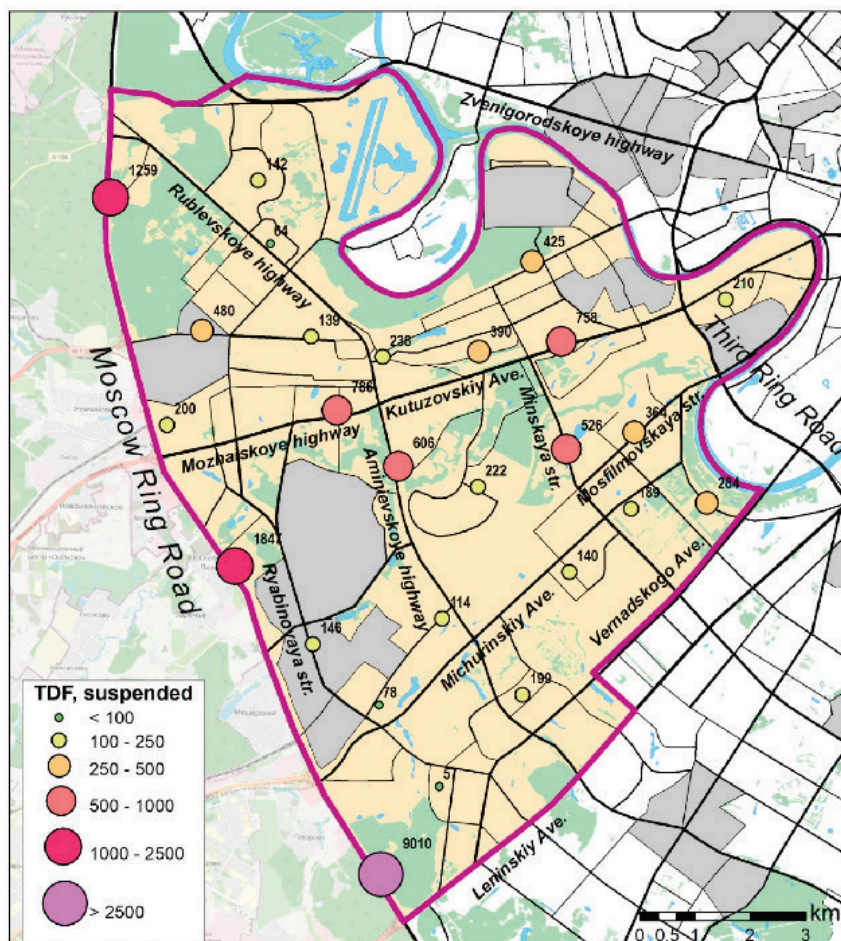 Zvenigorodskoye highway
1259
142
Rublevskoye highway
64
425
210
480
139
238
390
758
Third Ring Road
Moscow Ring Road
786
Kutuzovskiy Ave.
Minskaya str.
200
Mozhaiskoye highway
364
526
Mosfilmovskaya str.
606
222
284
189
Aminievskoye highway
1847
140
Ryabinovaya str.
Vernadskogo Ave.
114
146
Michurinskiy Ave.
199
78
5
9010
Leninskiy Ave.
TDF, suspended
< 100
100 - 250
250 - 500
500 - 1000
1000 - 2500
> 2500
km
0 0,5 1 2 3